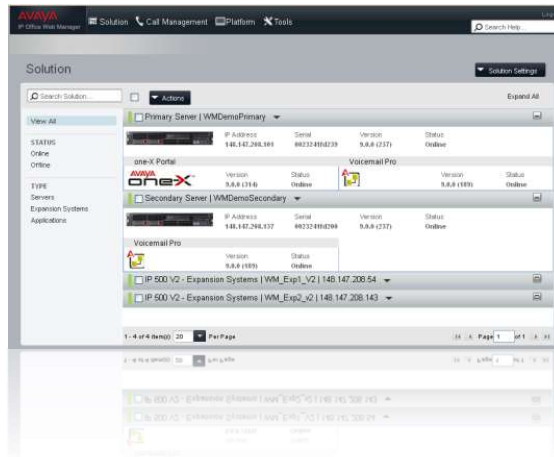 AVAYA
IP Office Web Manager
Solution Call Management Platform Tools
Search Help...
Solution
Solution Settings
Search Solution...
Actions
Expand All
View All
STATUS
Online
Offline
TYPE
Servers
Expansion Systems
Applications
Primary Server | WMDemoPrimary
IP Address Serial Version Status
148.147.208.101 9.0.0 (237) Online
one-X Portal Voicemail Pro
AVAYA
one-X
Version Status
9.0.0 (314) Online
Version Status
9.0.0 (189) Online
Secondary Server | WMDemoSecondary
IP Address Serial Version Status
148.147.204.137 9.0.0 (237) Online
Voicemail Pro
Version Status
9.0.0 (189) Online
IP 500 V2 - Expansion Systems | WM_Exp1_V2 | 148.147.208.54
IP 500 V2 - Expansion Systems | WM_Exp2_v2 | 148.147.208.143
1 - 4 of 4 item(s) 20 Per Page
Page 1 of 1